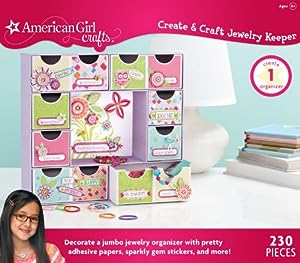 American Girl
crafts
Create & Craft Jewelry Keeper
Ages 8+
create
1
organizer
Decorate a jumbo jewelry organizer with pretty
adhesive papers, sparkly gem stickers, and more!
230
PIECES